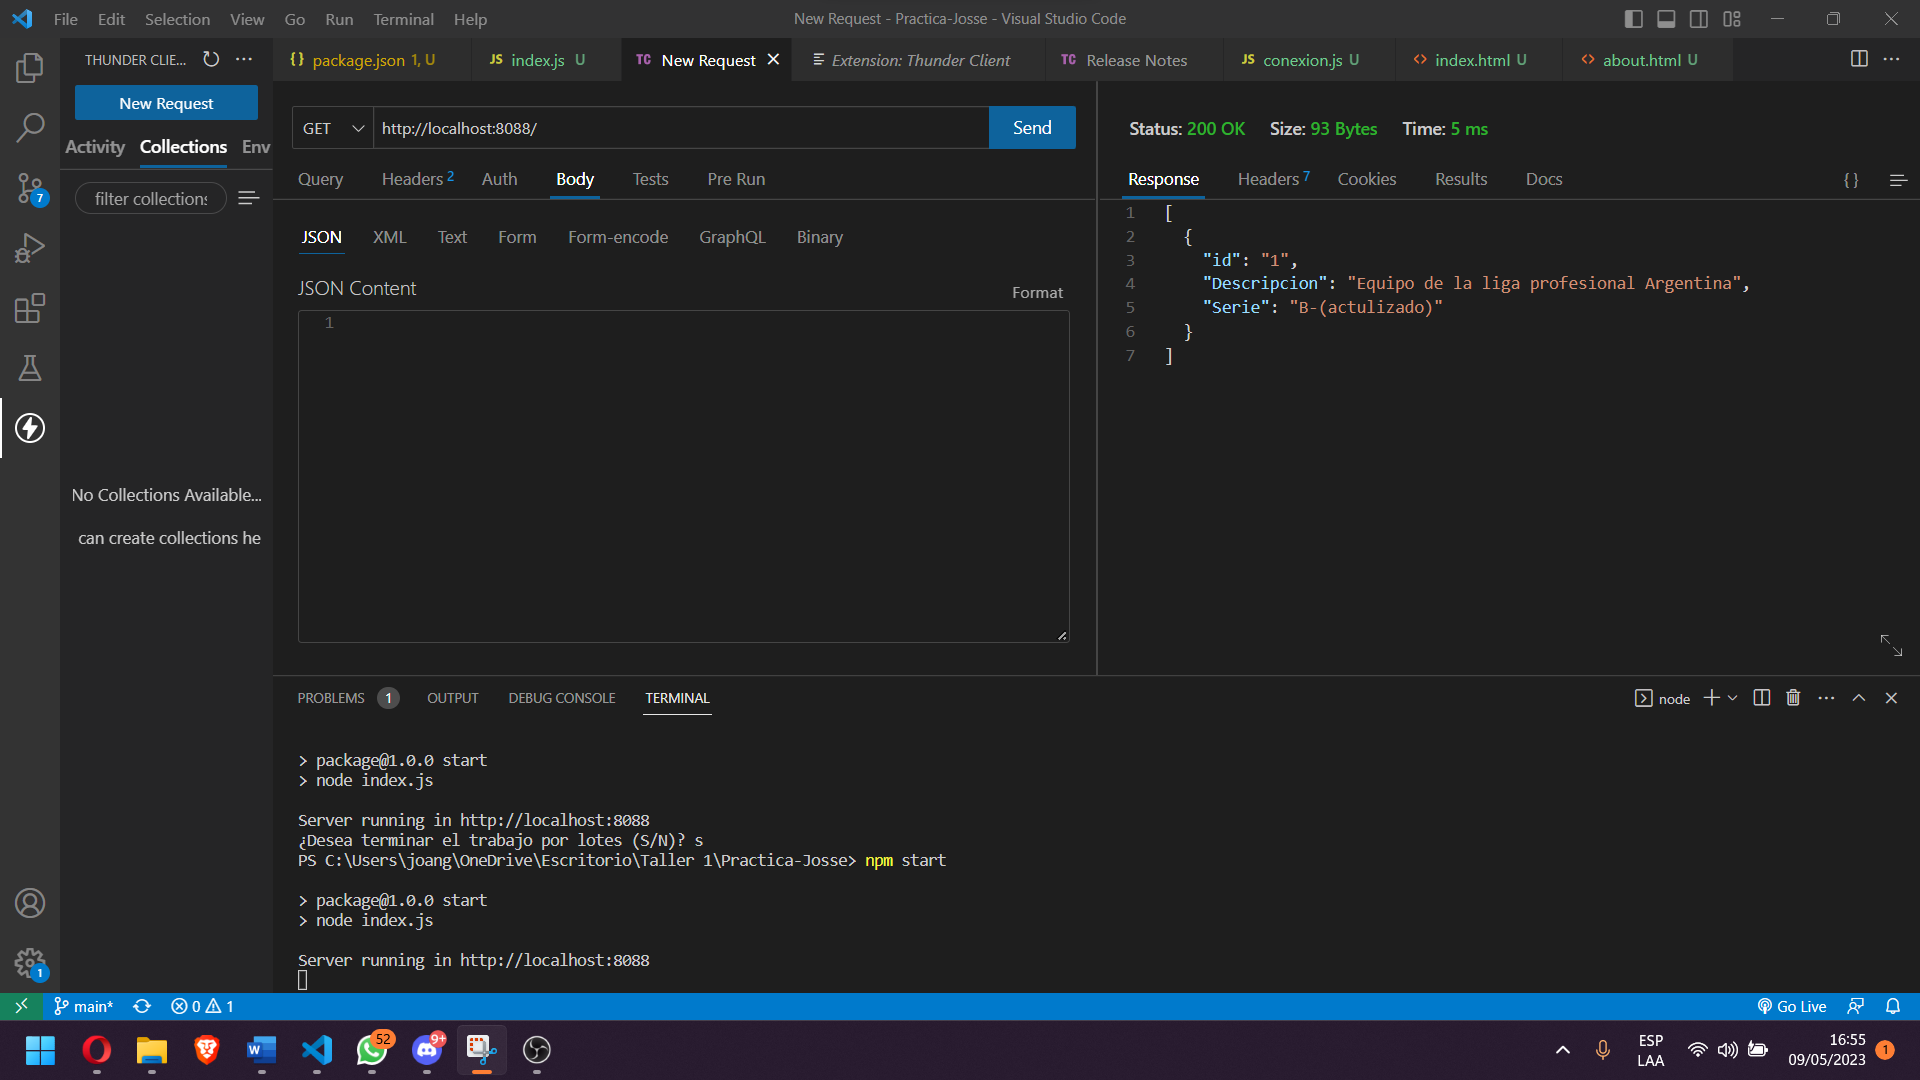 File Edit Selection View Go Run Terminal Help
New Request - Practica-Josse - Visual Studio Code
THUNDER CLIE...
New Request
Activity Collections Env
filter collections
No Collections Available...
can create collections he
7
1
{} package.json 1, U
JS index.js U
TC New Request
Extension: Thunder Client
TC Release Notes
JS conexion.js U
<> index.html U
<> about.html U
GET http://localhost:8088/ Send
Query Headers 2 Auth Body Tests Pre Run
JSON XML Text Form Form-encode GraphQL Binary
JSON Content
Format
1
Status: 200 OK Size: 93 Bytes Time: 5 ms
Response Headers 7 Cookies Results Docs { }
1 [
2 {
3 "id": "1",
4 "Descripcion": "Equipo de la liga profesional Argentina",
5 "Serie": "B-(actulizado)"
6 }
7 ]
PROBLEMS 1 OUTPUT DEBUG CONSOLE TERMINAL
node
> package@1.0.0 start
> node index.js
Server running in http://localhost:8088
¿Desea terminar el trabajo por lotes (S/N)? s
PS C:\Users\joang\OneDrive\Escritorio\Taller 1\Practica-Josse> npm start
> package@1.0.0 start
> node index.js
Server running in http://localhost:8088
main* 0 1
Go Live
52
9+
ESP
LAA
16:55
09/05/2023
1